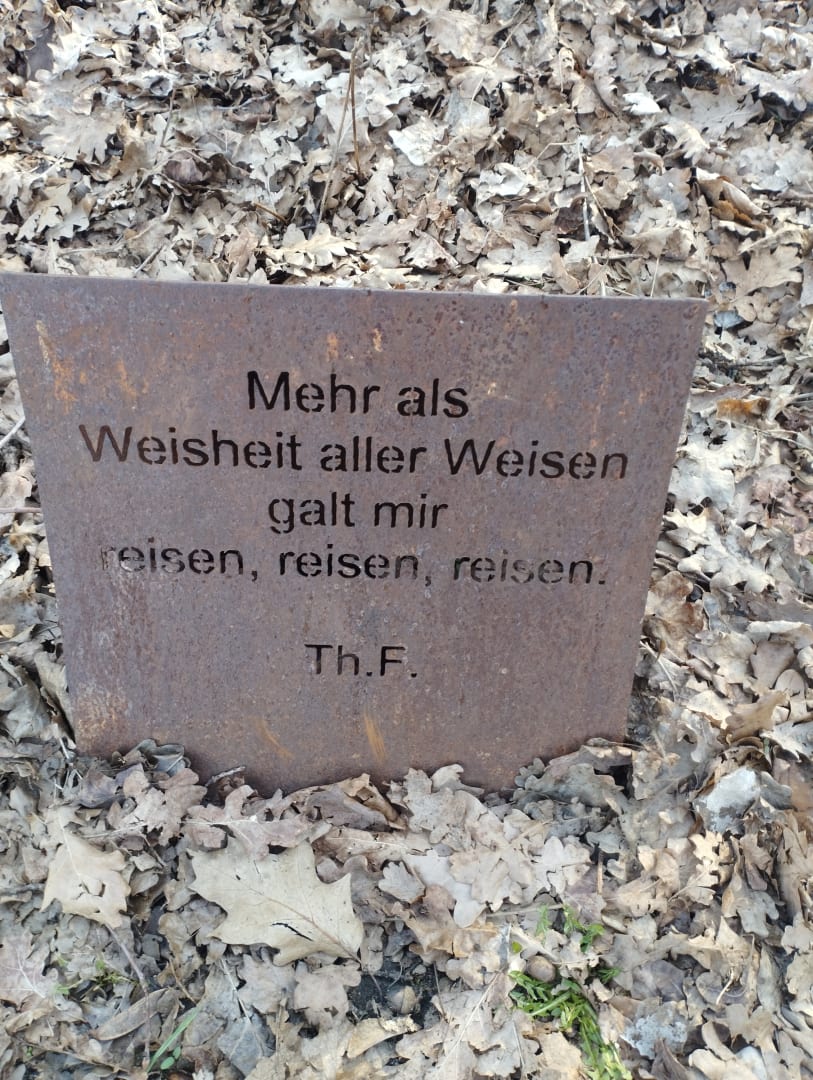 Mehr als
Weisheit aller Weisen
galt mir
reisen, reisen, reisen.
Th.F.